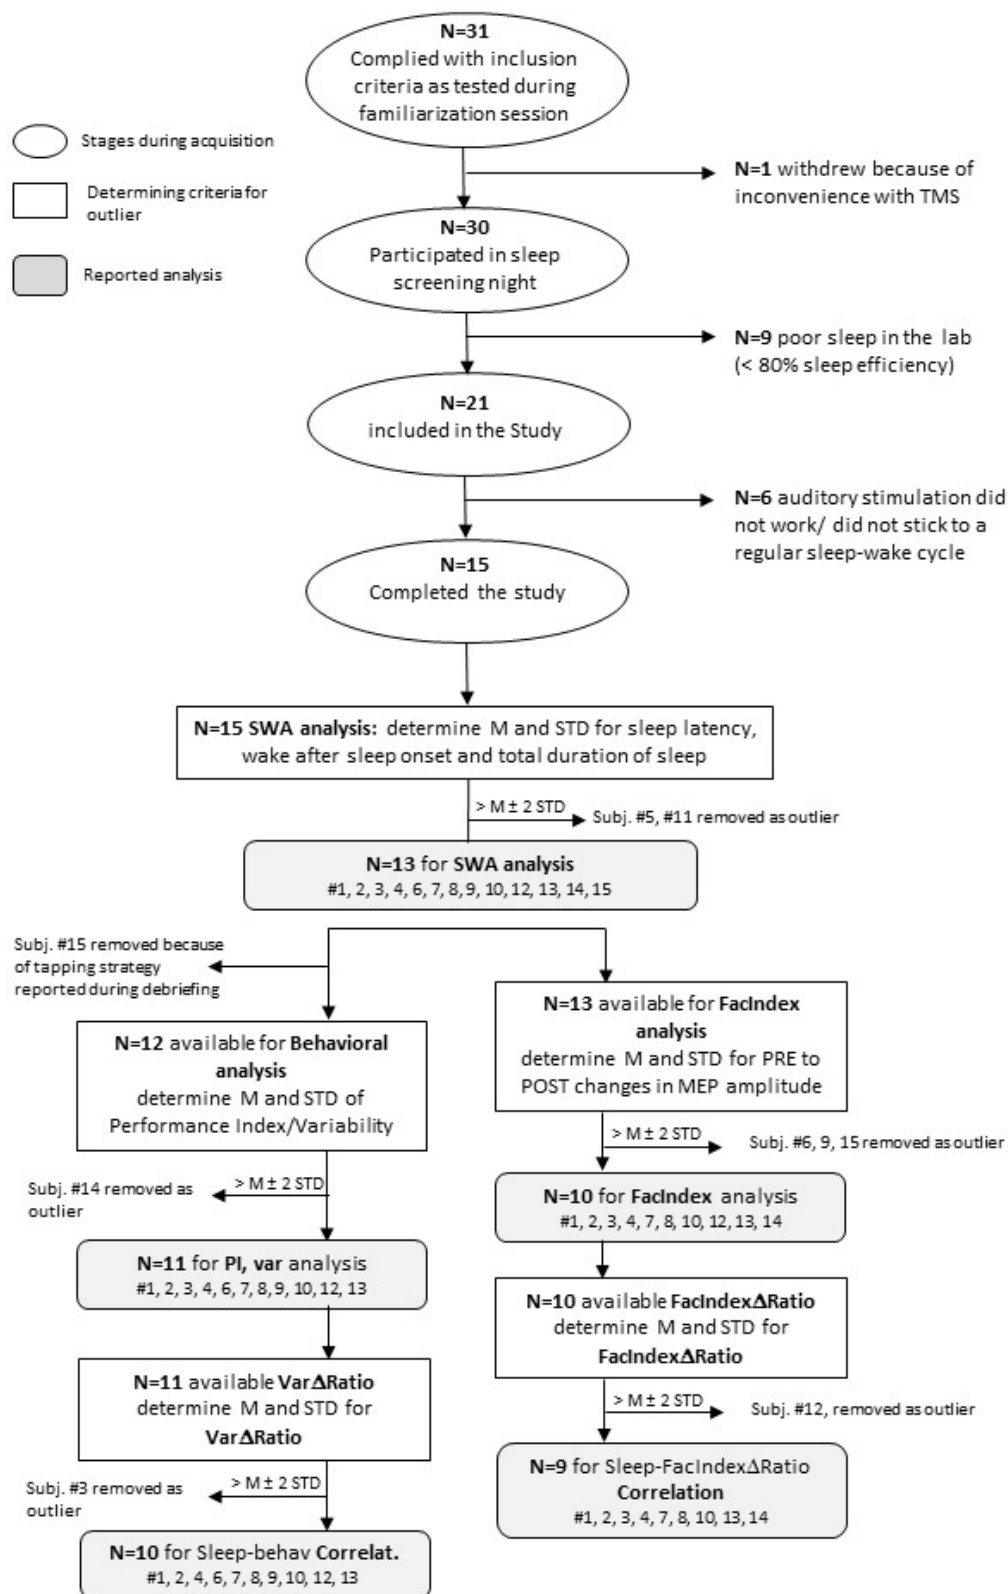 N=31
Complied with inclusion
criteria as tested during
familiarization session
Stages during acquisition
Determining criteria for
outlier
Reported analysis
N=1 withdrew because of
inconvenience with TMS
N=30
Participated in sleep
screening night
N=9 poor sleep in the lab
(< 80% sleep efficiency)
N=21
included in the Study
N=6 auditory stimulation did
not work/ did not stick to a
regular sleep-wake cycle
N=15
Completed the study
N=15 SWA analysis: determine M and STD for sleep latency,
wake after sleep onset and total duration of sleep
> M ± 2 STD
Subj. #5, #11 removed as outlier
N=13 for SWA analysis
#1, 2, 3, 4, 6, 7, 8, 9, 10, 12, 13, 14, 15
Subj. #15 removed because
of tapping strategy
reported during debriefing
N=12 available for Behavioral
analysis
determine M and STD of
Performance Index/Variability
> M ± 2 STD
Subj. #14 removed as
outlier
N=11 for PI, var analysis
#1, 2, 3, 4, 6, 7, 8, 9, 10, 12, 13
N=11 available VarΔRatio
determine M and STD for
VarΔRatio
> M ± 2 STD
Subj. #3 removed as
outlier
N=10 for Sleep-behav Correlat.
#1, 2, 4, 6, 7, 8, 9, 10, 12, 13
N=13 available for FacIndex
analysis
determine M and STD for PRE to
POST changes in MEP amplitude
> M ± 2 STD
Subj. #6, 9, 15 removed as outlier
N=10 for FacIndex analysis
#1, 2, 3, 4, 7, 8, 10, 12, 13, 14
N=10 available FacIndexΔRatio
determine M and STD for
FacIndexΔRatio
> M ± 2 STD
Subj. #12, removed as outlier
N=9 for Sleep-FacIndexΔRatio
Correlation
#1, 2, 3, 4, 7, 8, 10, 13, 14